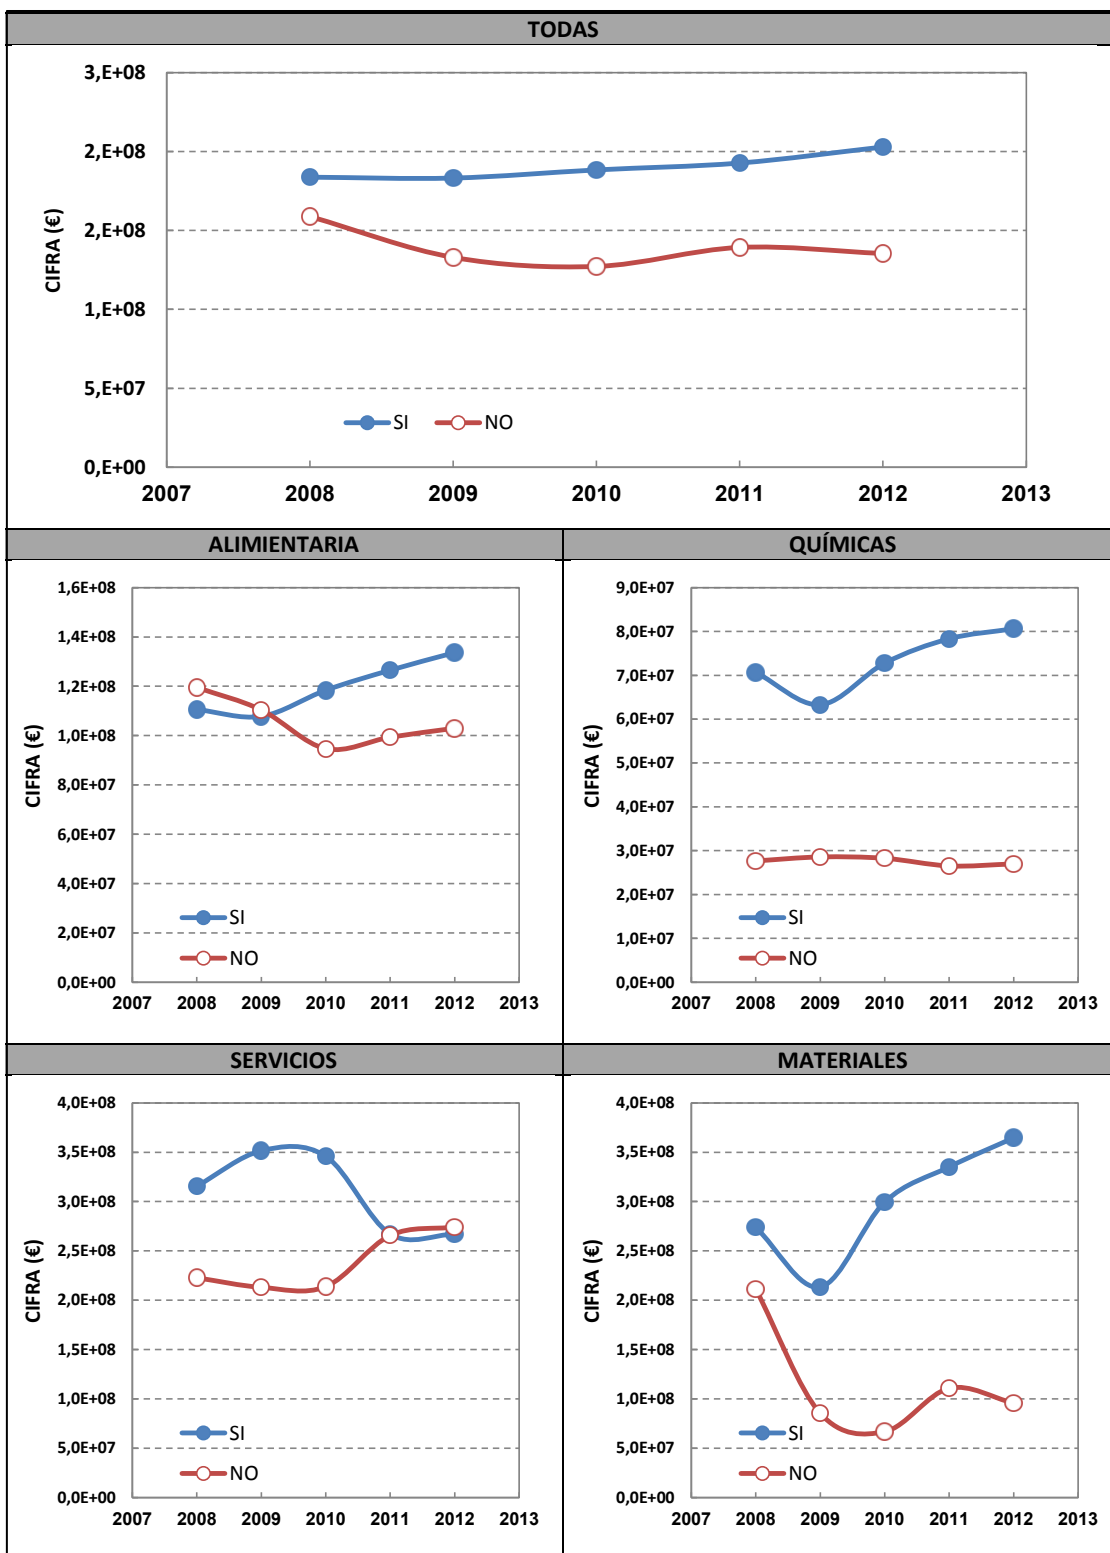 TODAS
3,E+08
2,E+08
2,E+08
1,E+08
5,E+07
0,E+00
CIFRA (€)
SI NO
2007 2008 2009 2010 2011 2012 2013
ALIMIENTARIA
1,6E+08
1,4E+08
1,2E+08
1,0E+08
8,0E+07
6,0E+07
4,0E+07
2,0E+07
0,0E+00
CIFRA (€)
SI
NO
2007 2008 2009 2010 2011 2012 2013
QUÍMICAS
9,0E+07
8,0E+07
7,0E+07
6,0E+07
5,0E+07
4,0E+07
3,0E+07
2,0E+07
1,0E+07
0,0E+00
CIFRA (€)
SI
NO
2007 2008 2009 2010 2011 2012 2013
SERVICIOS
4,0E+08
3,5E+08
3,0E+08
2,5E+08
2,0E+08
1,5E+08
1,0E+08
5,0E+07
0,0E+00
CIFRA (€)
SI
NO
2007 2008 2009 2010 2011 2012 2013
MATERIALES
4,0E+08
3,5E+08
3,0E+08
2,5E+08
2,0E+08
1,5E+08
1,0E+08
5,0E+07
0,0E+00
CIFRA (€)
SI
NO
2007 2008 2009 2010 2011 2012 2013